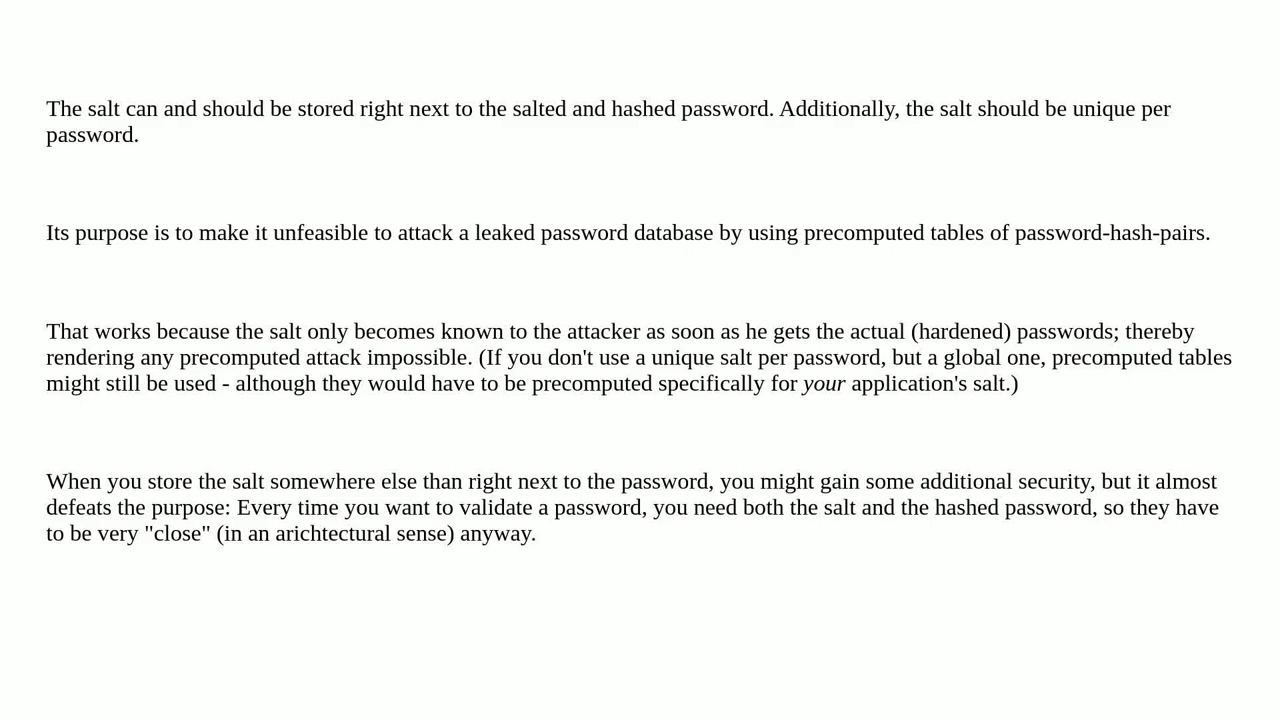 The salt can and should be stored right next to the salted and hashed password. Additionally, the salt should be unique per
password.
Its purpose is to make it unfeasible to attack a leaked password database by using precomputed tables of password-hash-pairs.
That works because the salt only becomes known to the attacker as soon as he gets the actual (hardened) passwords; thereby
rendering any precomputed attack impossible. (If you don't use a unique salt per password, but a global one, precomputed tables
might still be used - although they would have to be precomputed specifically for your application's salt.)
When you store the salt somewhere else than right next to the password, you might gain some additional security, but it almost
defeats the purpose: Every time you want to validate a password, you need both the salt and the hashed password, so they have
to be very "close" (in an arichtectural sense) anyway.